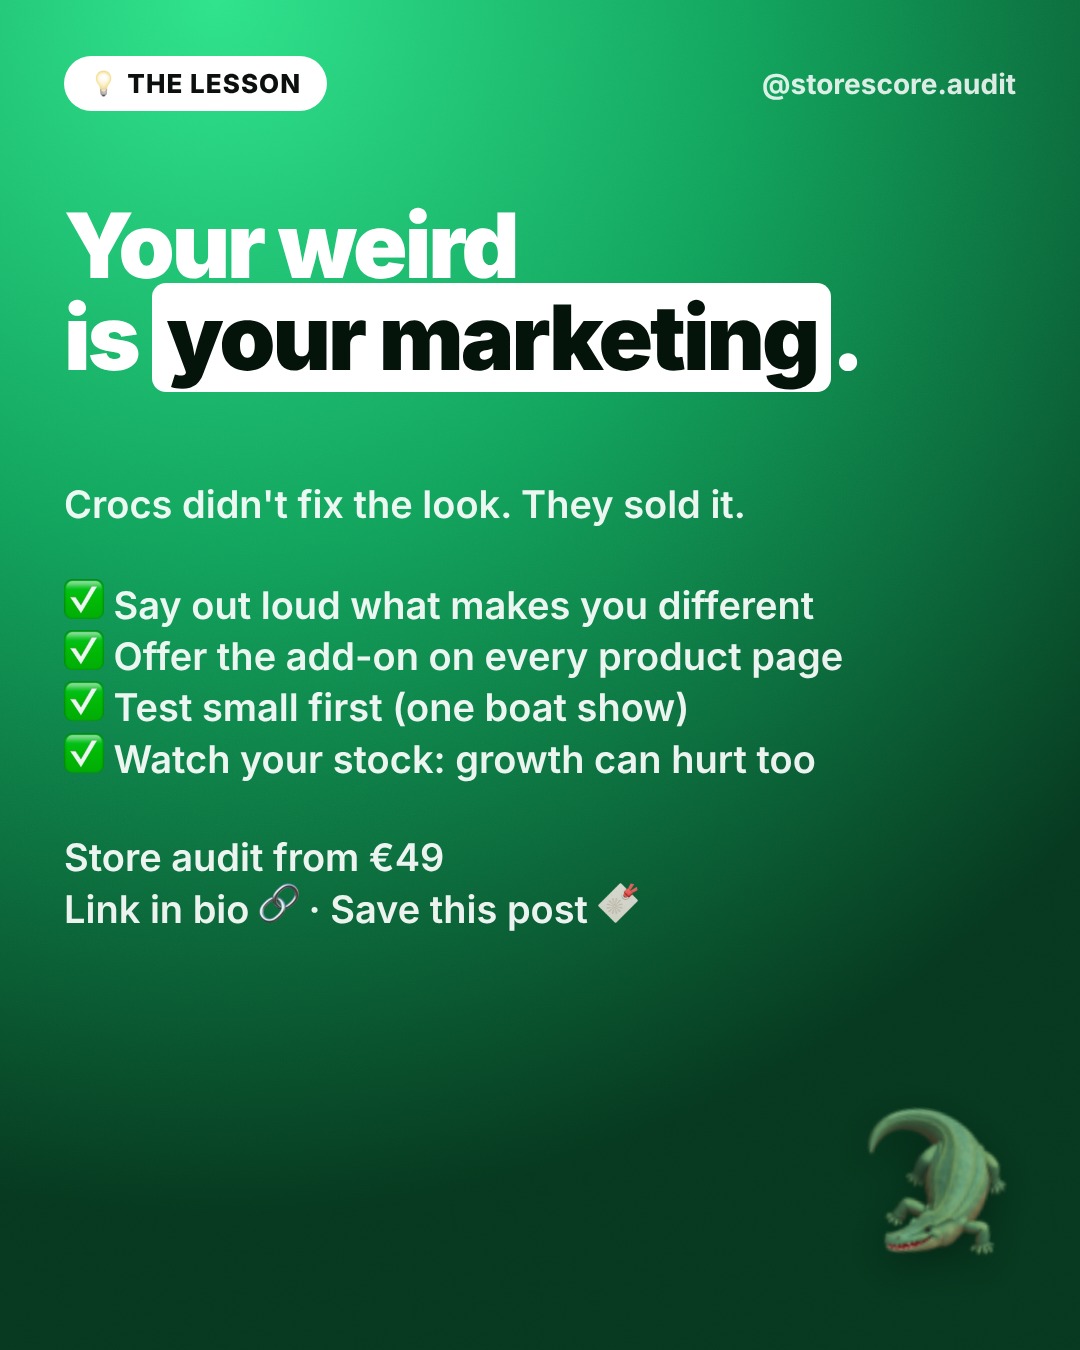 💡 THE LESSON
@storescore.audit
Your weird
is your marketing.
Crocs didn't fix the look. They sold it.
✅ Say out loud what makes you different
✅ Offer the add-on on every product page
✅ Test small first (one boat show)
✅ Watch your stock: growth can hurt too
Store audit from €49
Link in bio 🔗 · Save this post 🔖